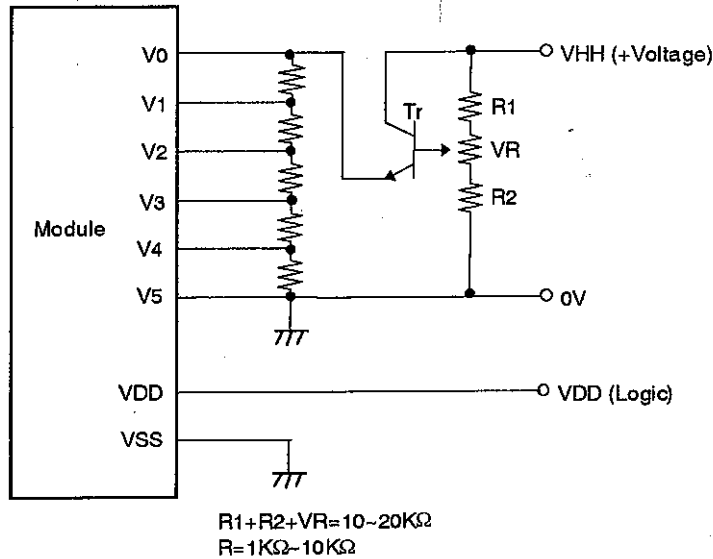 V0
VHH (+Voltage)
V1
Tr
R1
V2
VR
V3
R2
Module
V4
V5
0V
VDD
VDD (Logic)
VSS
R1+R2+VR=10~20KΩ
R=1KΩ~10KΩ